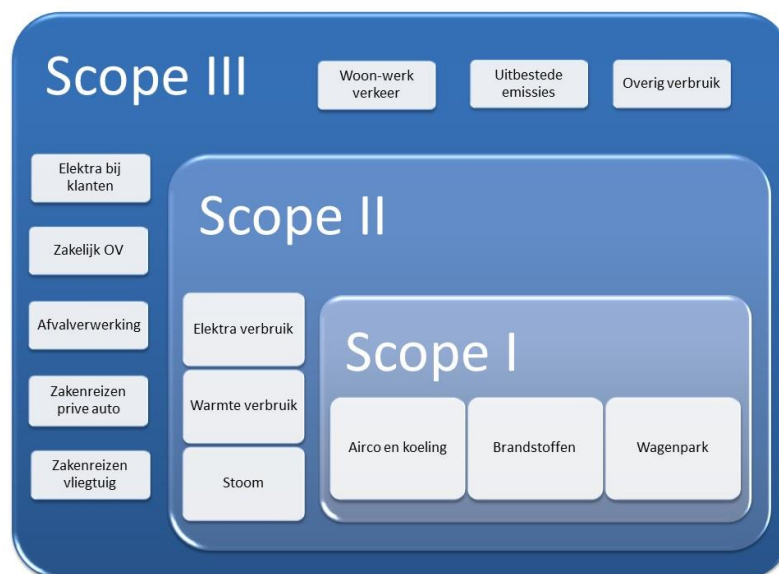 Scope III
Woon-werk
verkeer
Uitbestede
emissies
Overig verbruik
Elektra bij
klanten
Zakelijk OV
Afvalverwerking
Zakenreizen
prive auto
Zakenreizen
vliegtuig
Scope II
Elektra verbruik
Warmte verbruik
Stoom
Scope I
Airco en koeling
Brandstoffen
Wagenpark